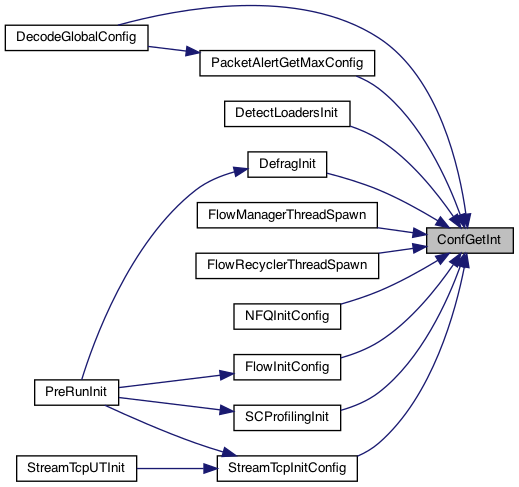 DecodeGlobalConfig
PacketAlertGetMaxConfig
DetectLoadersInit
DefragInit
FlowManagerThreadSpawn
ConfGetInt
FlowRecyclerThreadSpawn
NFQInitConfig
FlowInitConfig
PreRunInit
SCProfilingInit
StreamTcpUTInit
StreamTcpInitConfig